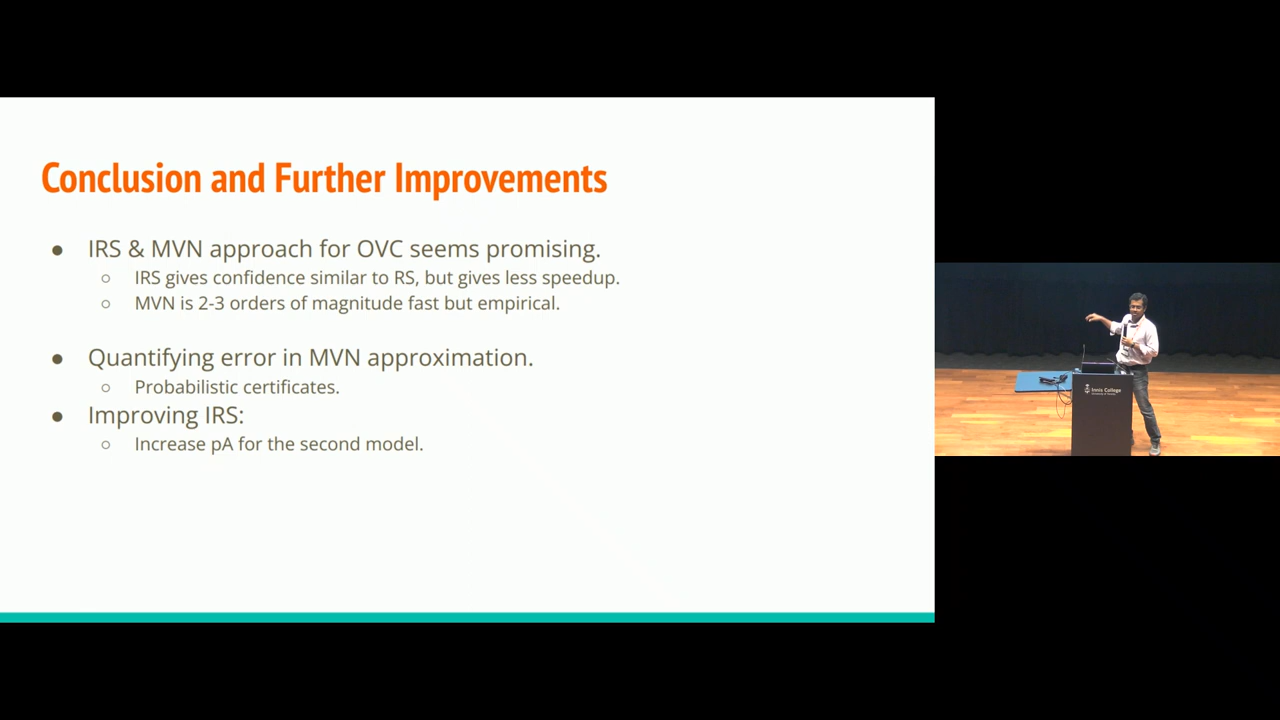 Conclusion and Further Improvements
● IRS & MVN approach for OVC seems promising.
○ IRS gives confidence similar to RS, but gives less speedup.
○ MVN is 2-3 orders of magnitude fast but empirical.
● Quantifying error in MVN approximation.
○ Probabilistic certificates.
● Improving IRS:
○ Increase pA for the second model.
Innis College